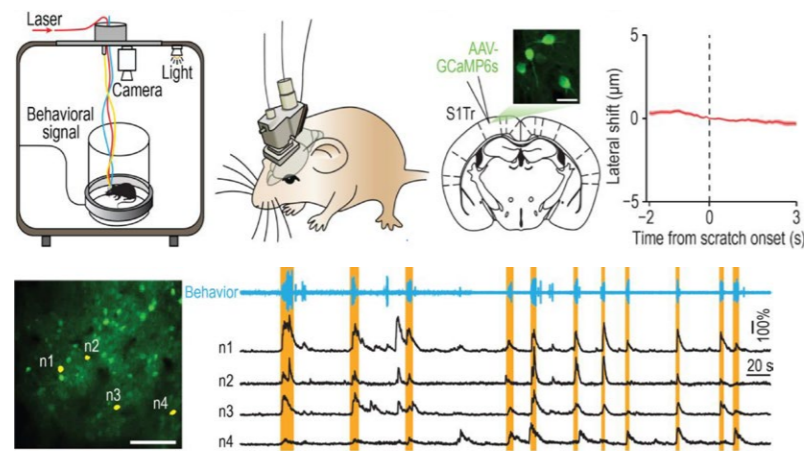 Laser
Light
Camera
Behavioral
signal
AAV-
GCaMP6s
S1Tr
Lateral shift (μm)
5
0
−5
−2 0 3
Time from scratch onset (s)
n1
n2
n3
n4
Behavior
n1
n2
n3
n4
100%
20 s